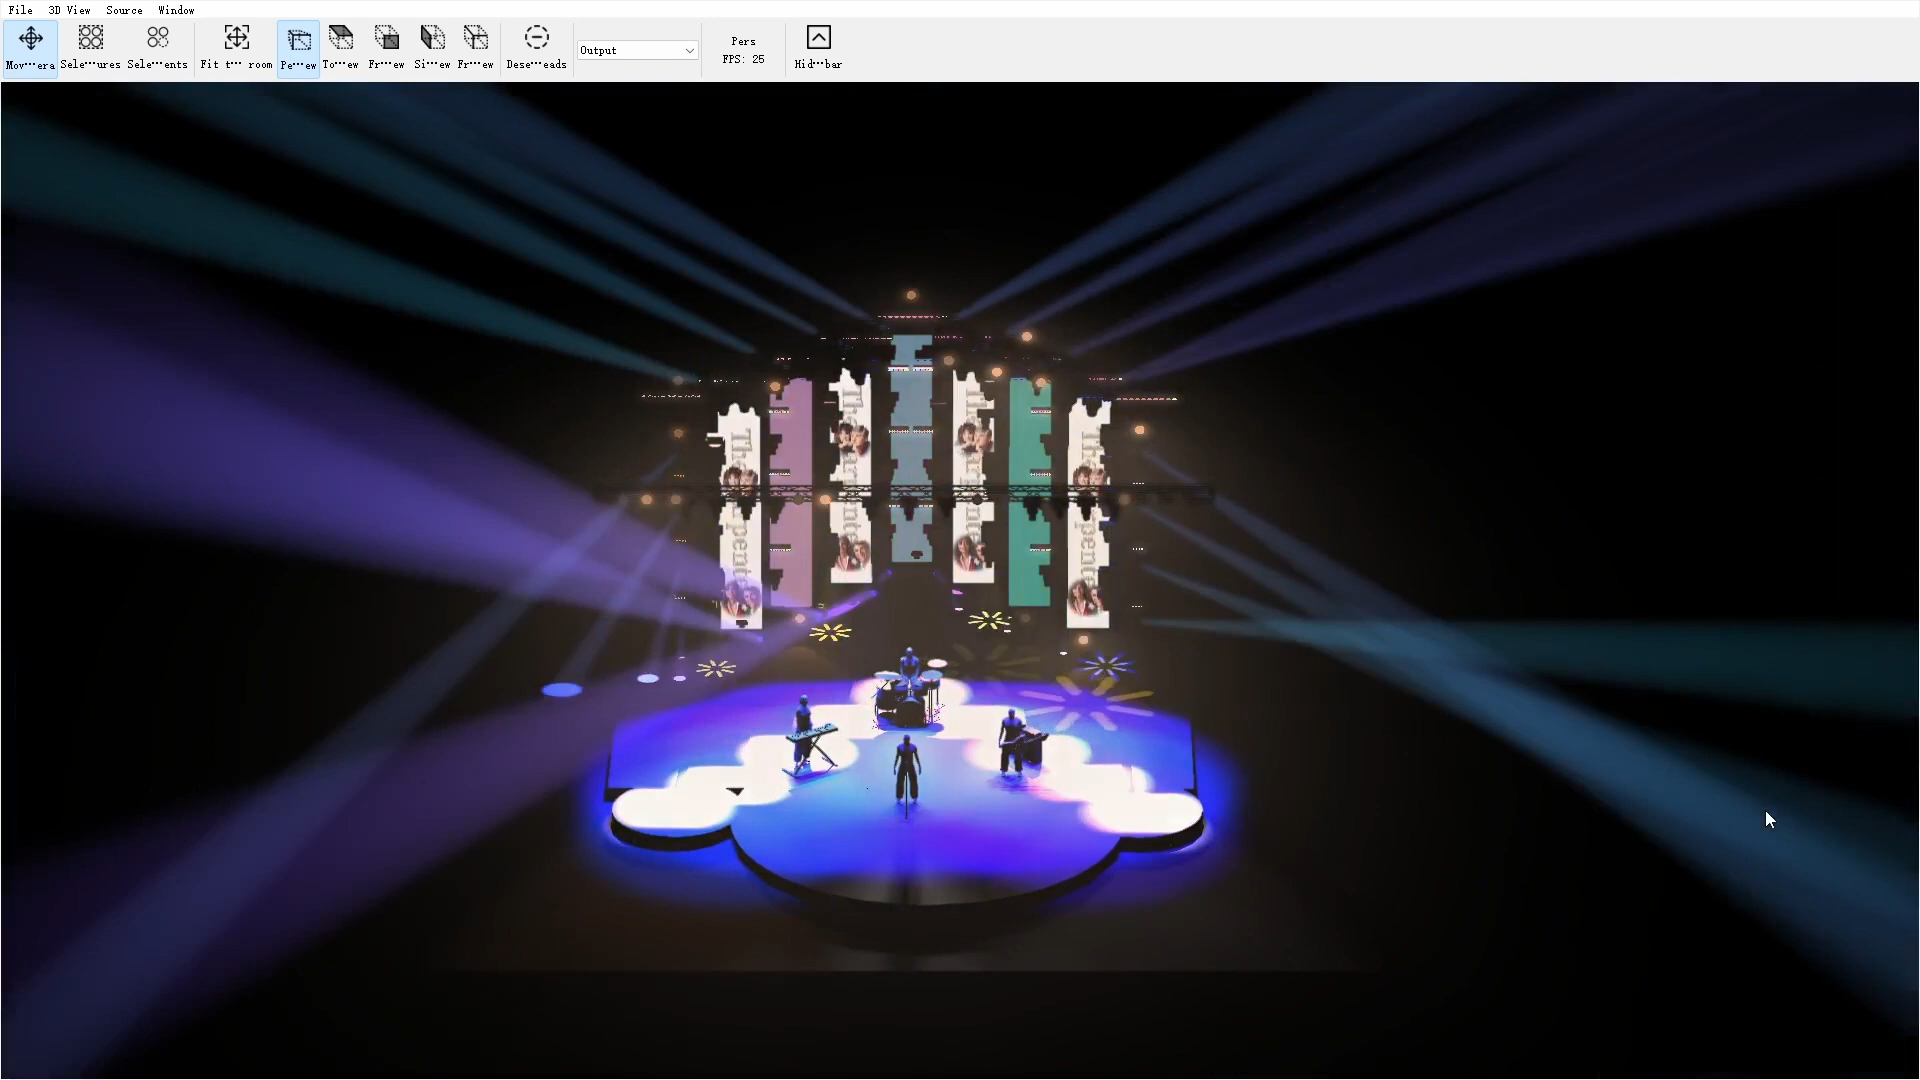 File 3D View Source Window
Mov···era Sele···ures Sele···ents Fit t··· room Pe···ew To···ew Fr···ew Si···ew Fr···ew Dese···eads Output Pers Hid···bar
FPS: 25